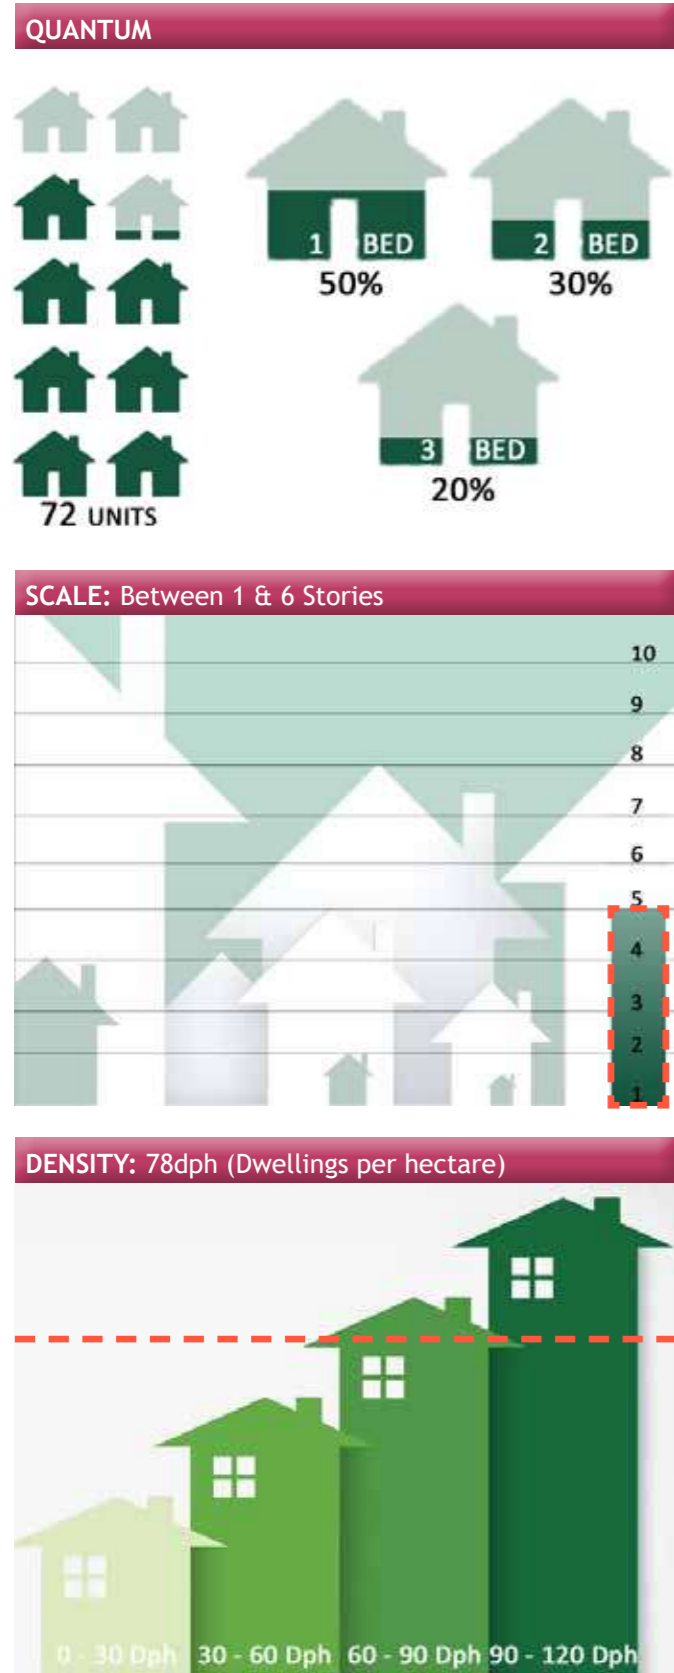 QUANTUM
1 BED
50%
2 BED
30%
3 BED
20%
72 UNITS
SCALE: Between 1 & 6 Stories
10
9
8
7
6
5
4
3
2
1
DENSITY: 78dph (Dwellings per hectare)
0 - 30 Dph 30 - 60 Dph 60 - 90 Dph 90 - 120 Dph